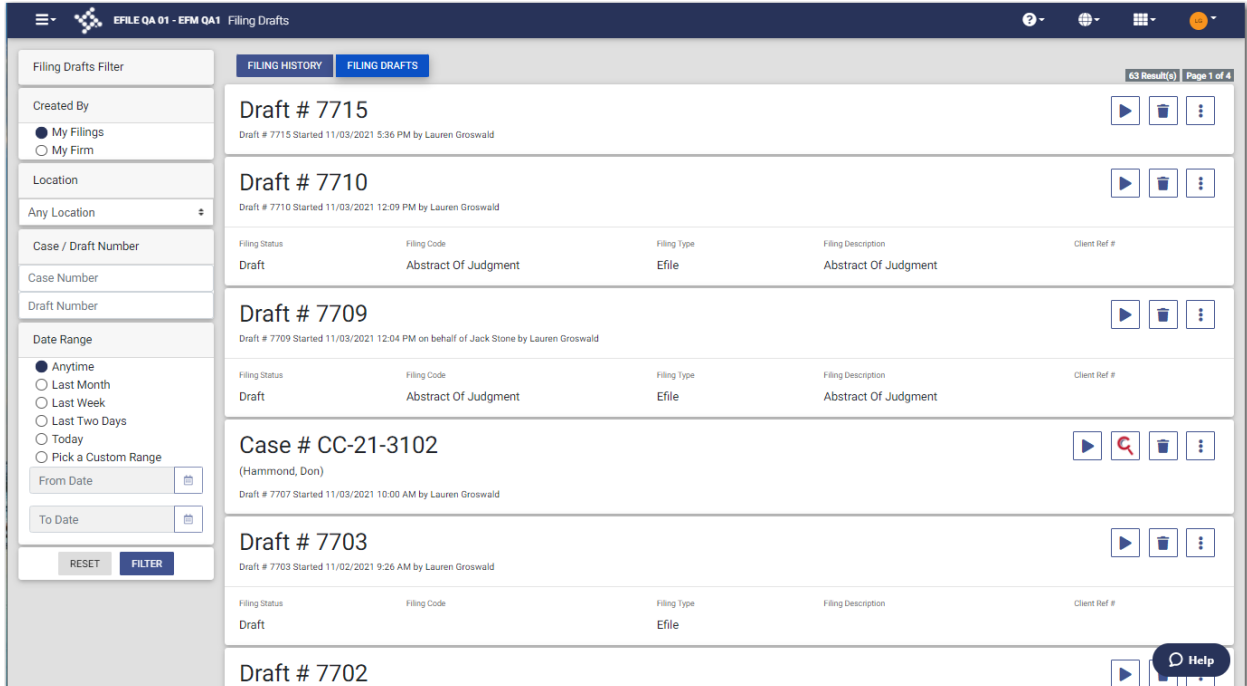 EFILE QA 01 - EFM QA1 Filing Drafts
LG
Filing Drafts Filter
Created By
My Filings
My Firm
Location
Any Location
Case / Draft Number
Case Number
Draft Number
Date Range
Anytime
Last Month
Last Week
Last Two Days
Today
Pick a Custom Range
From Date
To Date
RESET FILTER
FILING HISTORY FILING DRAFTS
63 Result(s) Page 1 of 4
Draft # 7715
Draft # 7715 Started 11/03/2021 5:36 PM by Lauren Groswald
Draft # 7710
Draft # 7710 Started 11/03/2021 12:09 PM by Lauren Groswald
Filing Status Filing Code Filing Type Filing Description Client Ref #
Draft Abstract Of Judgment Efile Abstract Of Judgment
Draft # 7709
Draft # 7709 Started 11/03/2021 12:04 PM on behalf of Jack Stone by Lauren Groswald
Filing Status Filing Code Filing Type Filing Description Client Ref #
Draft Abstract Of Judgment Efile Abstract Of Judgment
Case # CC-21-3102
(Hammond, Don)
Draft # 7707 Started 11/03/2021 10:00 AM by Lauren Groswald
Draft # 7703
Draft # 7703 Started 11/02/2021 9:26 AM by Lauren Groswald
Filing Status Filing Code Filing Type Filing Description Client Ref #
Draft Efile
Draft # 7702
Help